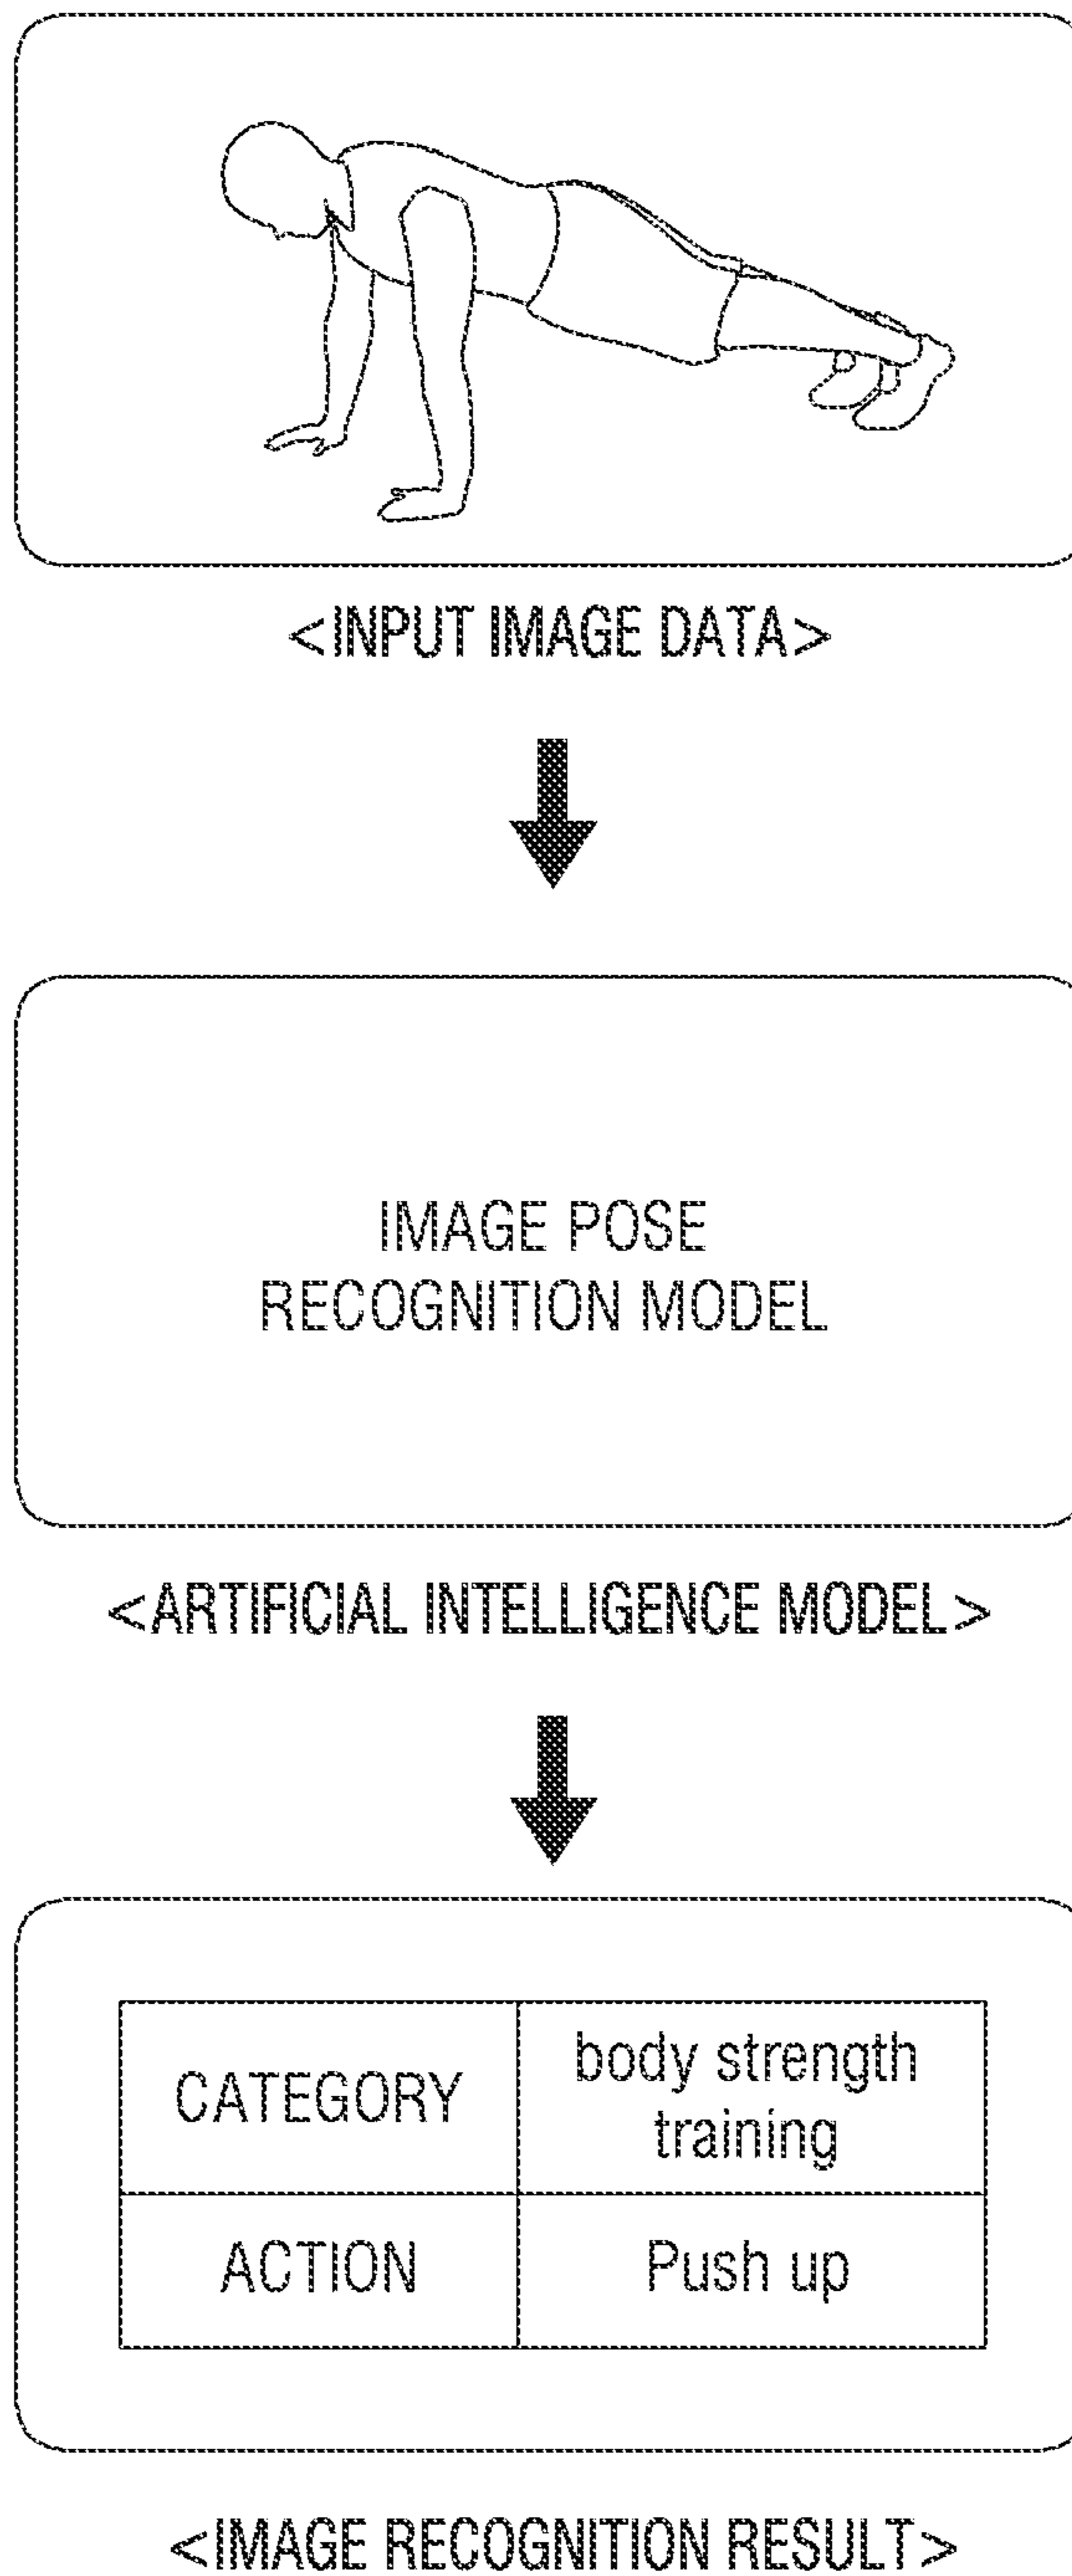 <INPUT IMAGE DATA>
IMAGE POSE
RECOGNITION MODEL
<ARTIFICIAL INTELLIGENCE MODEL>
CATEGORY
body strength
training
ACTION
Push up
<IMAGE RECOGNITION RESULT>